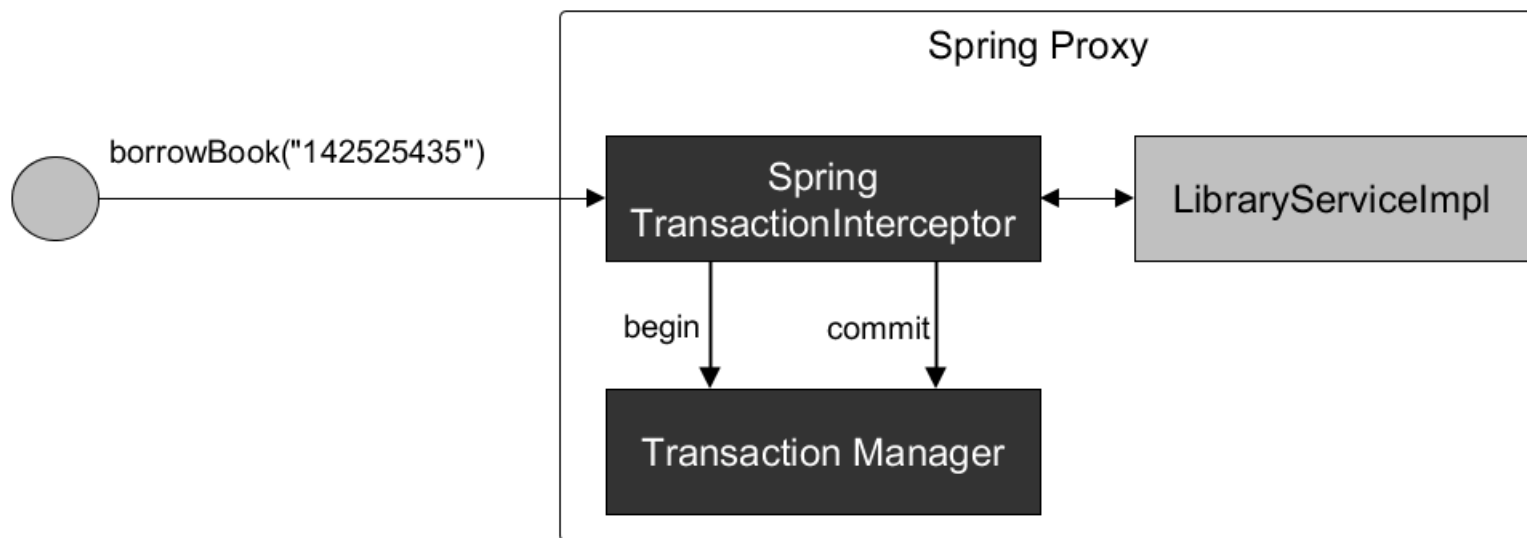 Spring Proxy
borrowBook("142525435")
Spring
TransactionInterceptor
LibraryServiceImpl
begin
commit
Transaction Manager